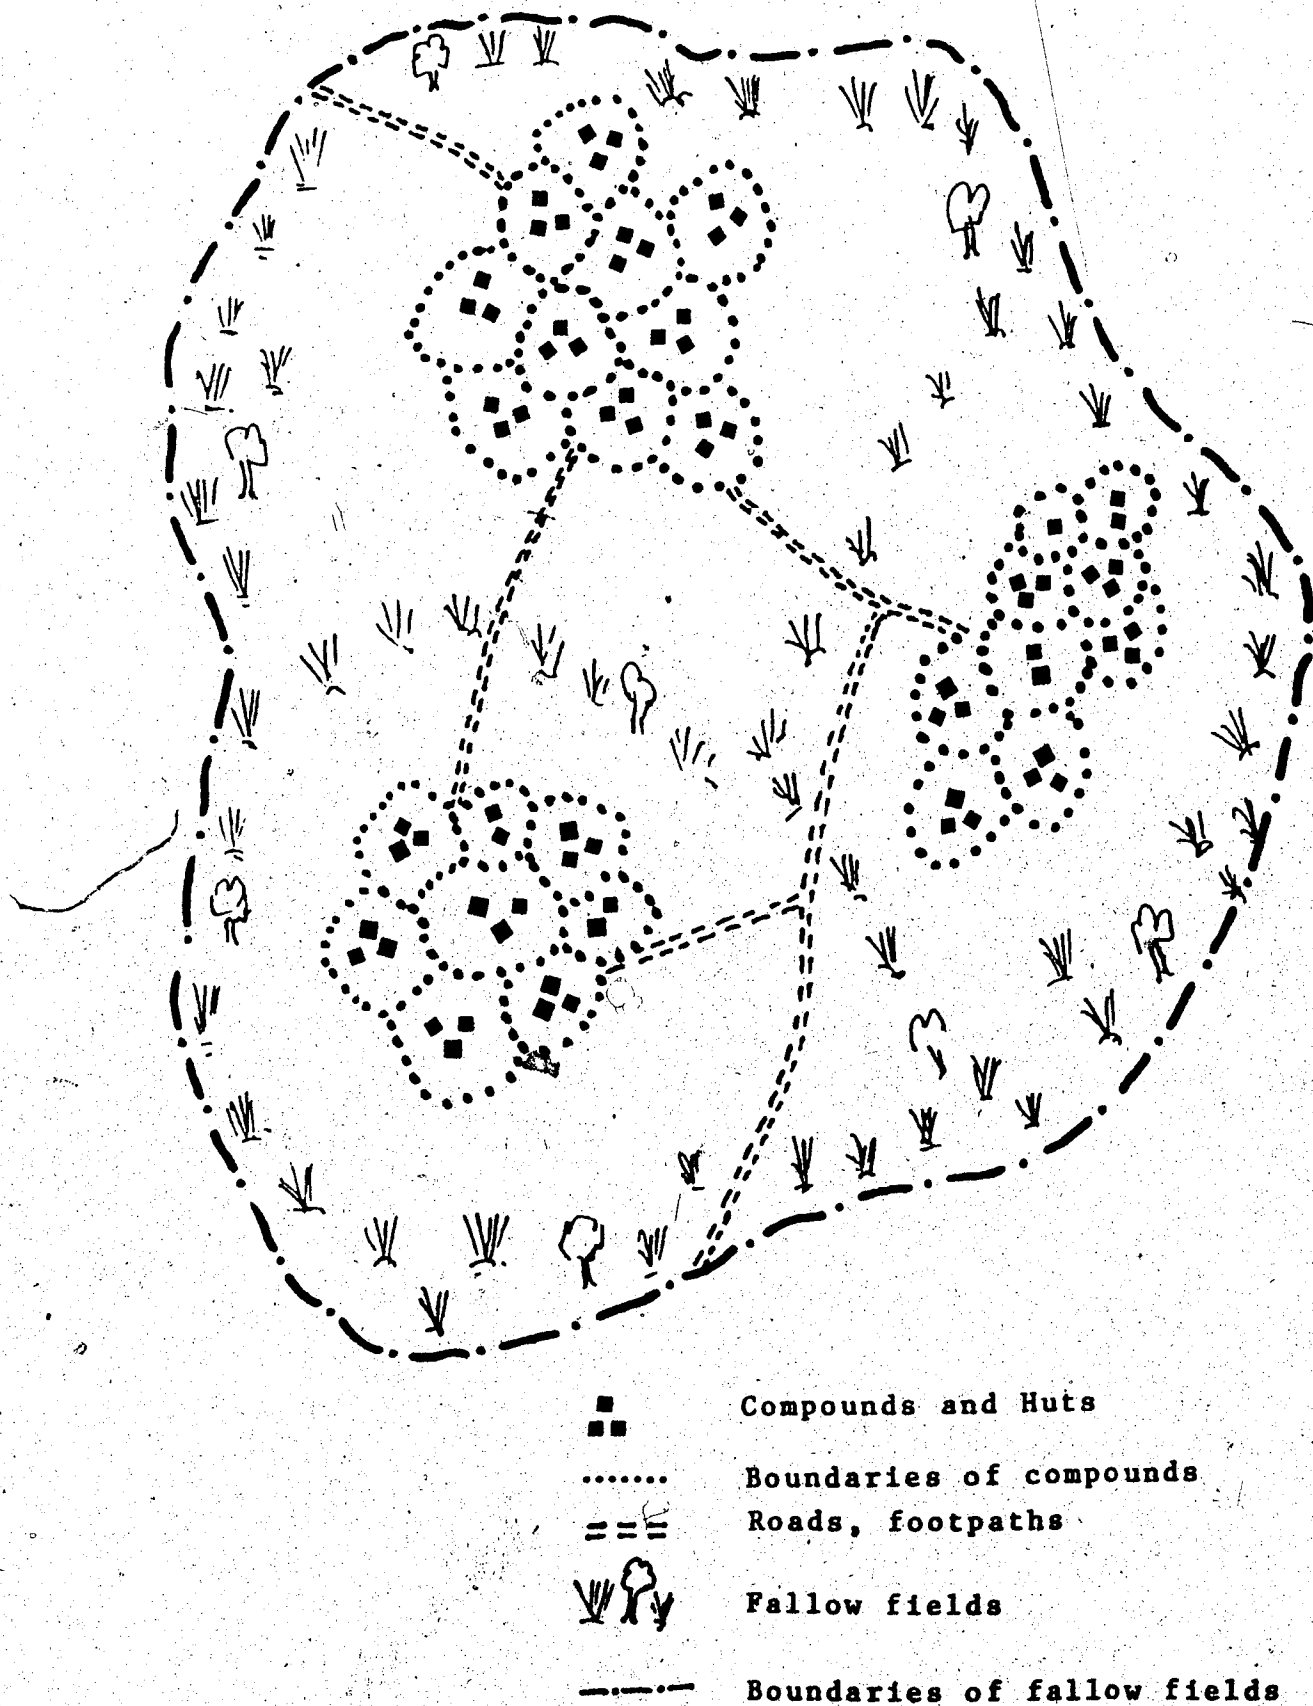 Compounds and Huts
Boundaries of compounds
Roads, footpaths
Fallow fields
Boundaries of fallow fields